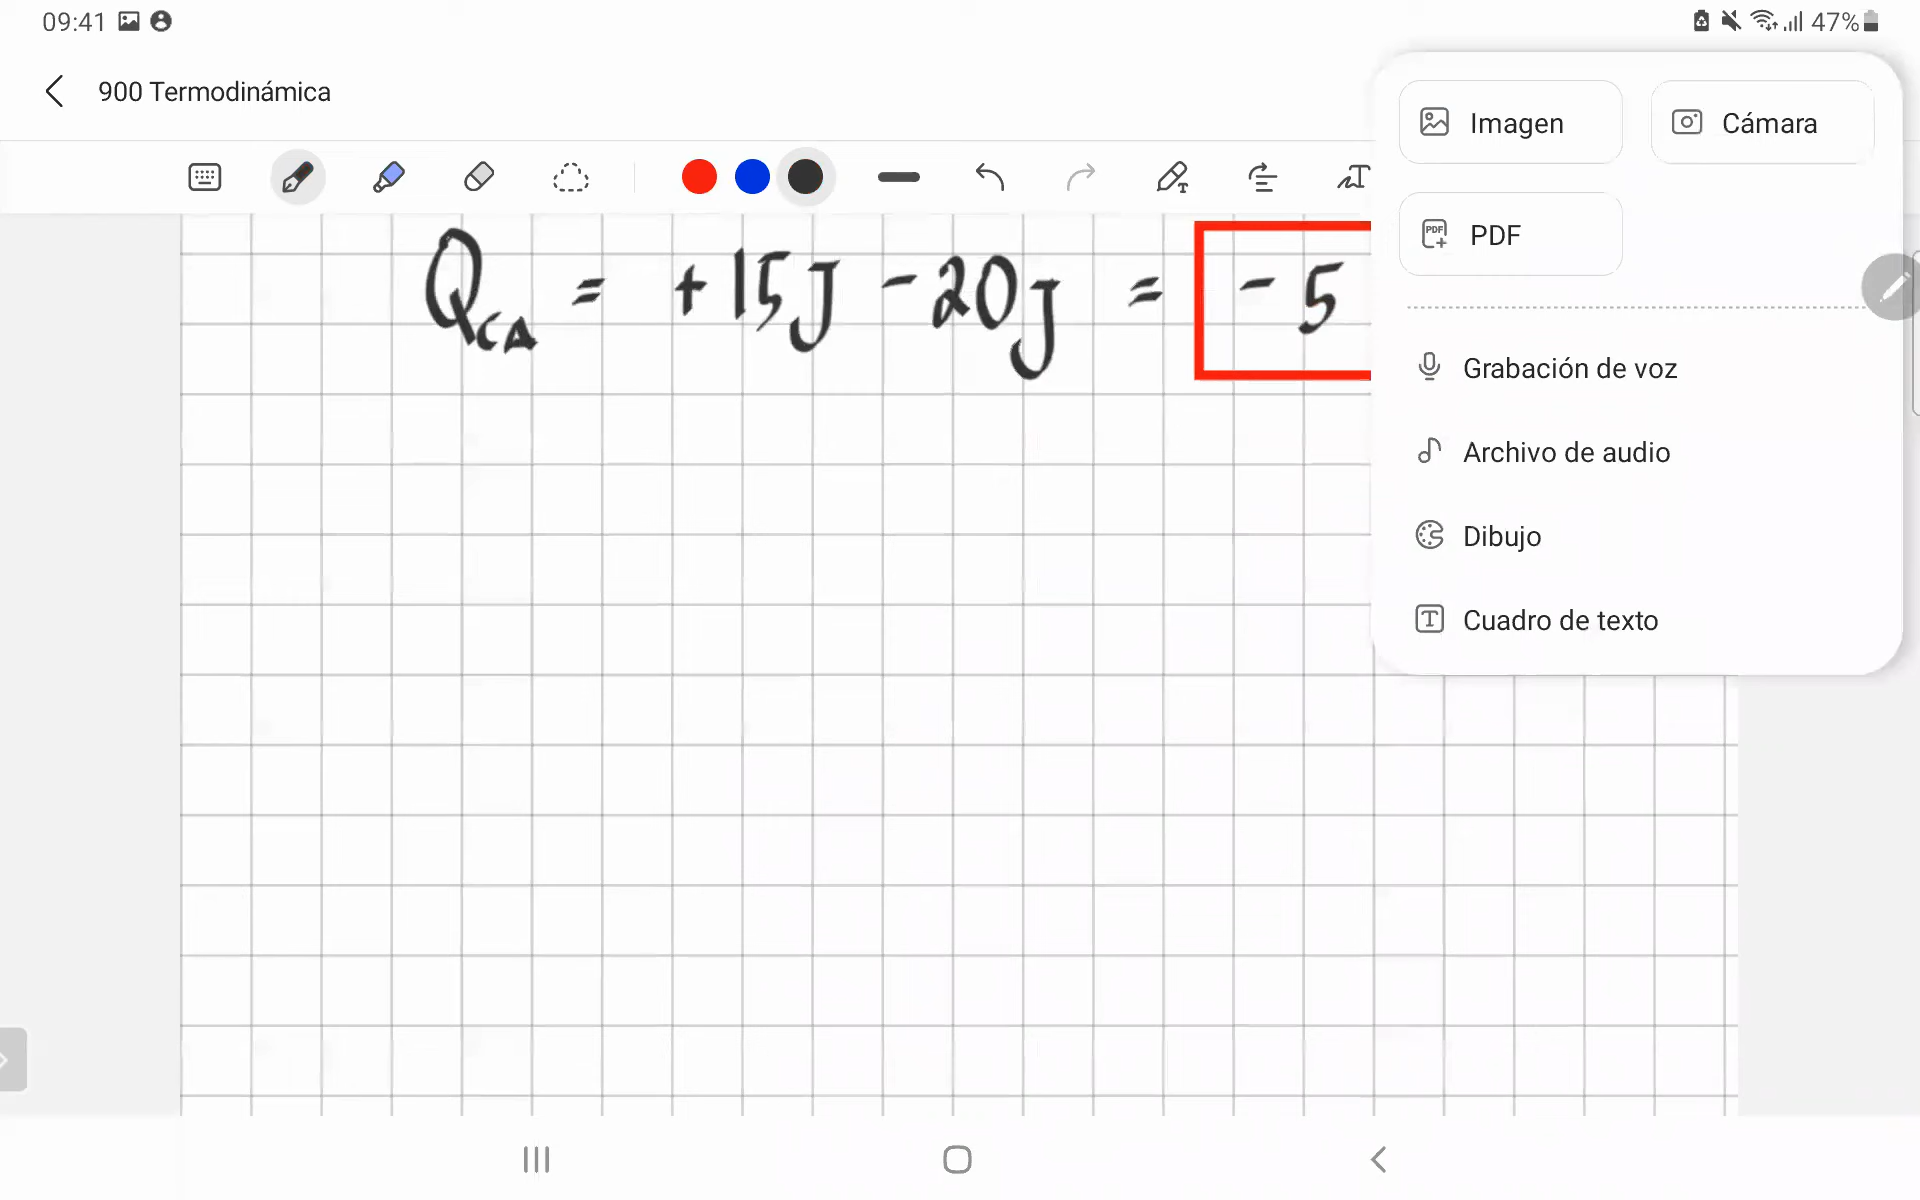 09:41
47%
900 Termodinámica
Imagen
Cámara
PDF
Q_CA = +15J - 20J = - 5
Grabación de voz
Archivo de audio
Dibujo
Cuadro de texto